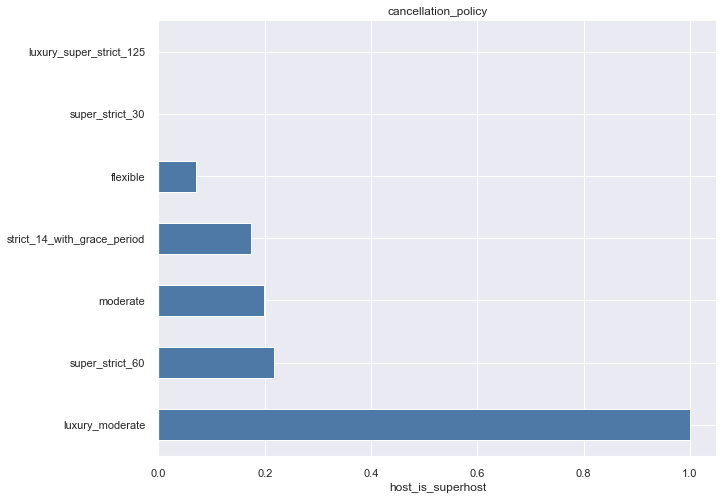 cancellation_policy
luxury_super_strict_125
super_strict_30
flexible
strict_14_with_grace_period
moderate
super_strict_60
luxury_moderate
0.0 0.2 0.4 0.6 0.8 1.0
host_is_superhost